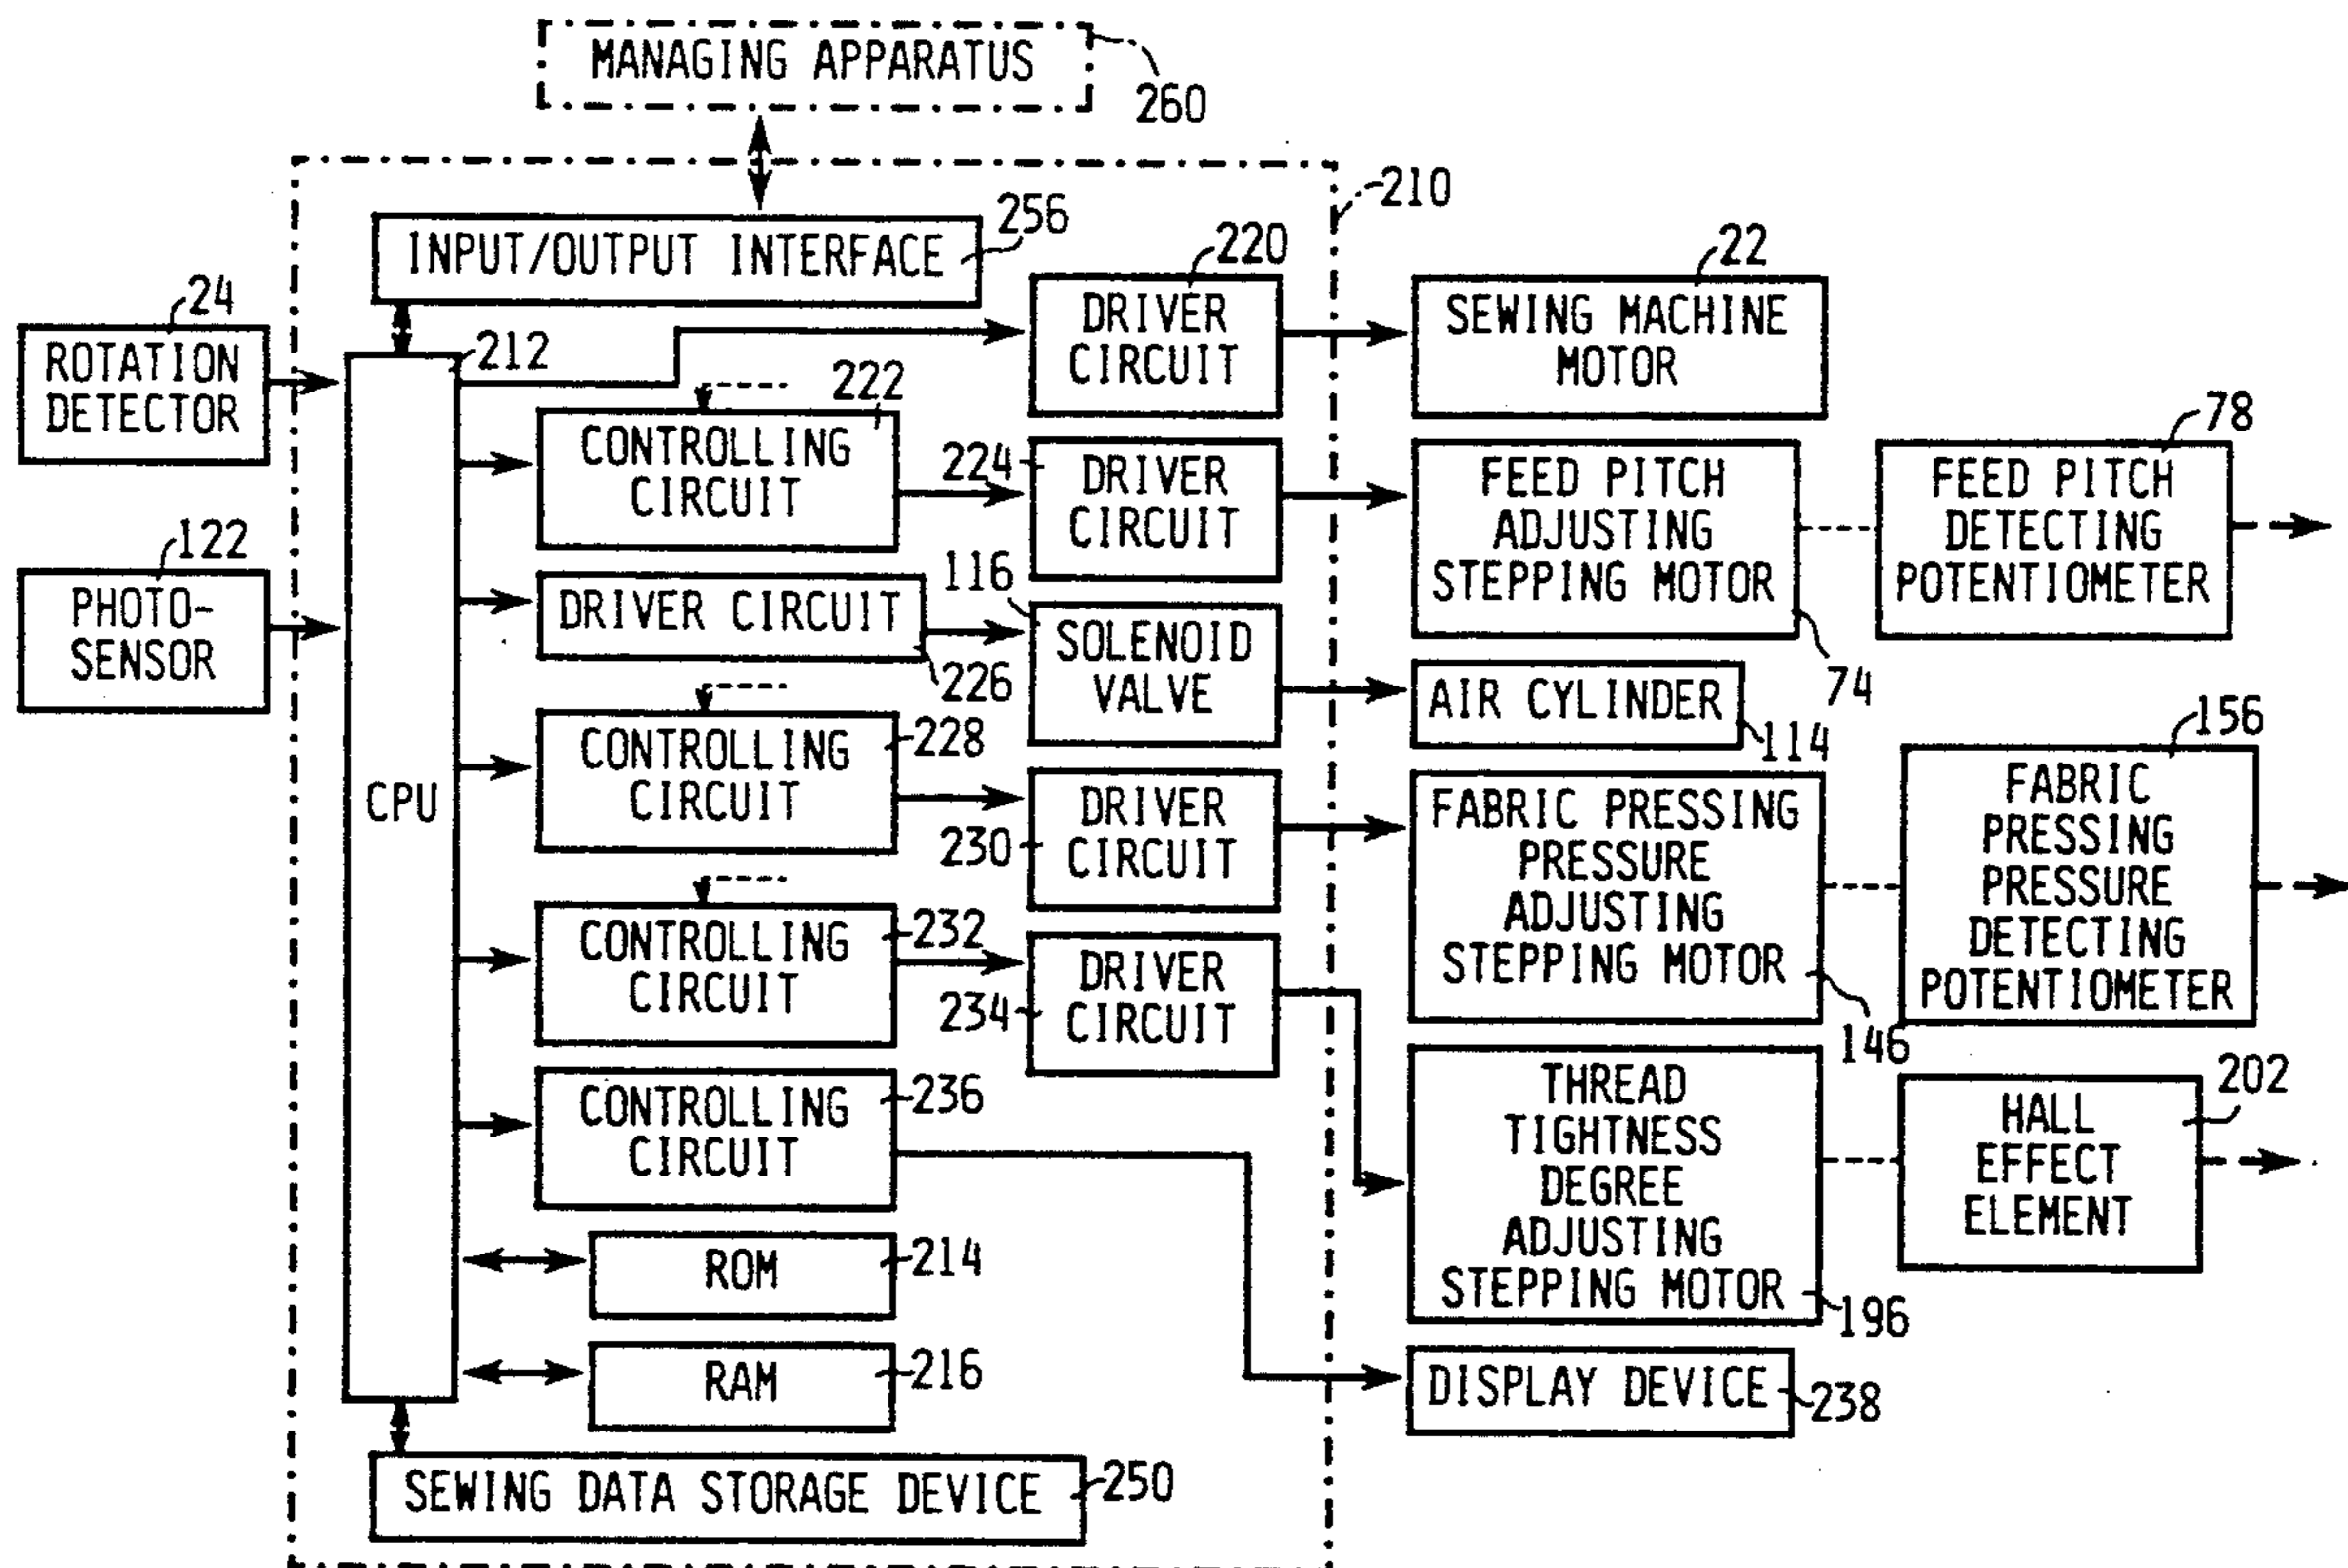 MANAGING APPARATUS
260
210
INPUT/OUTPUT INTERFACE
256
24
ROTATION
DETECTOR
122
PHOTO-
SENSOR
212
CPU
220
DRIVER
CIRCUIT
22
SEWING MACHINE
MOTOR
222
CONTROLLING
CIRCUIT
224
DRIVER
CIRCUIT
FEED PITCH
ADJUSTING
STEPPING MOTOR
74
78
FEED PITCH
DETECTING
POTENTIOMETER
DRIVER CIRCUIT
226
116
SOLENOID
VALVE
AIR CYLINDER
114
CONTROLLING
CIRCUIT
228
230
DRIVER
CIRCUIT
FABRIC PRESSING
PRESSURE
ADJUSTING
STEPPING MOTOR
146
156
FABRIC
PRESSING
PRESSURE
DETECTING
POTENTIOMETER
CONTROLLING
CIRCUIT
232
234
DRIVER
CIRCUIT
THREAD
TIGHTNESS
DEGREE
ADJUSTING
STEPPING MOTOR
196
202
HALL
EFFECT
ELEMENT
CONTROLLING
CIRCUIT
236
DISPLAY DEVICE
238
ROM
214
RAM
216
SEWING DATA STORAGE DEVICE
250